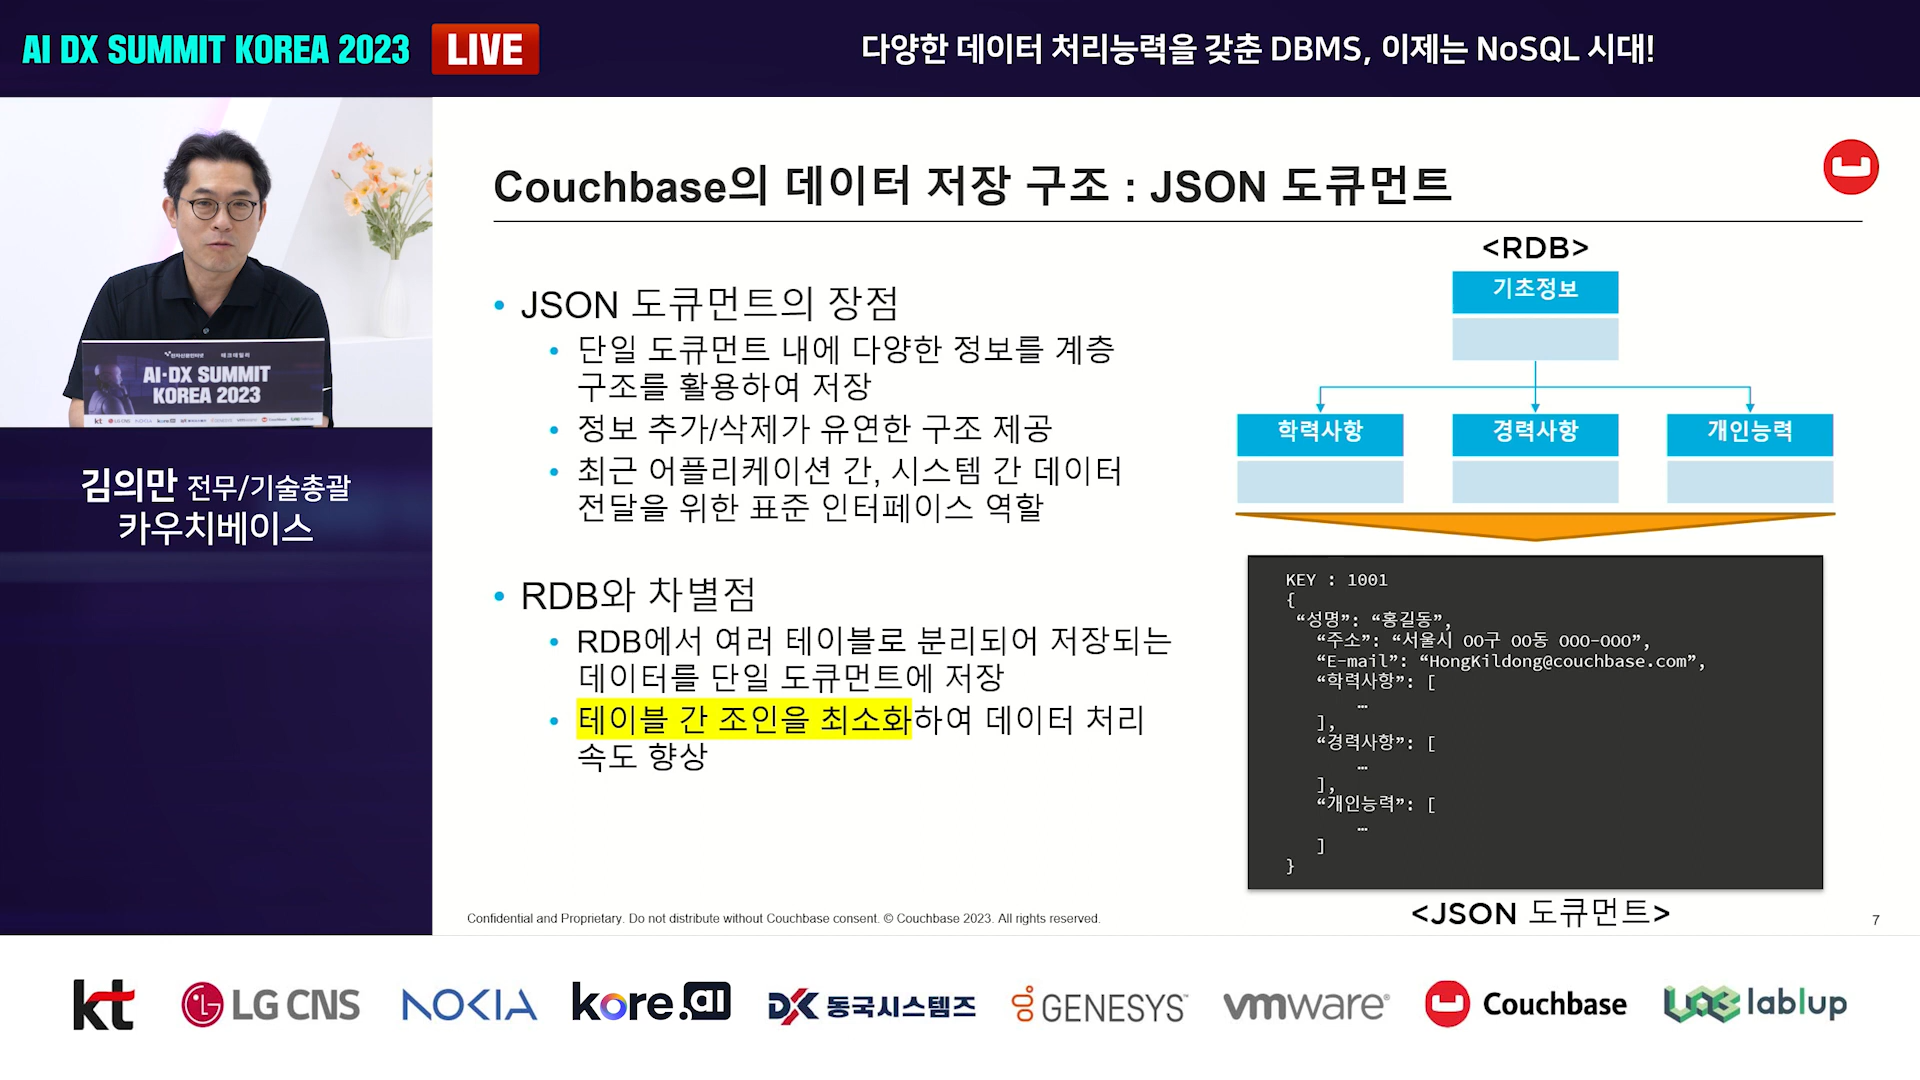 AI DX SUMMIT KOREA 2023
LIVE
다양한 데이터 처리능력을 갖춘 DBMS, 이제는 NoSQL 시대!
AI·DX SUMMIT
KOREA 2023
김의만 전무/기술총괄
카우치베이스
Couchbase의 데이터 저장 구조 : JSON 도큐먼트
• JSON 도큐먼트의 장점
• 단일 도큐먼트 내에 다양한 정보를 계층
구조를 활용하여 저장
• 정보 추가/삭제가 유연한 구조 제공
• 최근 어플리케이션 간, 시스템 간 데이터
전달을 위한 표준 인터페이스 역할
• RDB와 차별점
• RDB에서 여러 테이블로 분리되어 저장되는
데이터를 단일 도큐먼트에 저장
• 테이블 간 조인을 최소화하여 데이터 처리
속도 향상
<RDB>
기초정보
학력사항 경력사항 개인능력
KEY : 1001
{
“성명”: “홍길동”,
“주소”: “서울시 OO구 OO동 OOO-OOO”,
“E-mail”: “HongKildong@couchbase.com”,
“학력사항”: [
…
],
“경력사항”: [
…
],
“개인능력”: [
…
]
}
<JSON 도큐먼트>
Confidential and Proprietary. Do not distribute without Couchbase consent. © Couchbase 2023. All rights reserved.
7
kt LG CNS NOKIA kore.ai DK 동국시스템즈 GENESYS™ vmware® Couchbase lablup